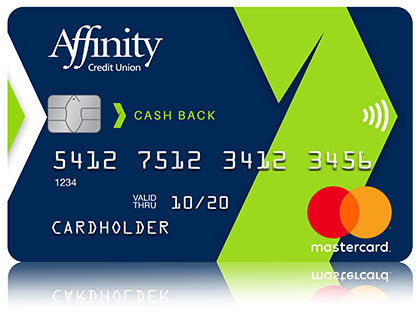 Affinity
Credit Union
CASH BACK
5412 7512 3412 3456
1234
VALID
THRU 10/20
CARDHOLDER
mastercard.